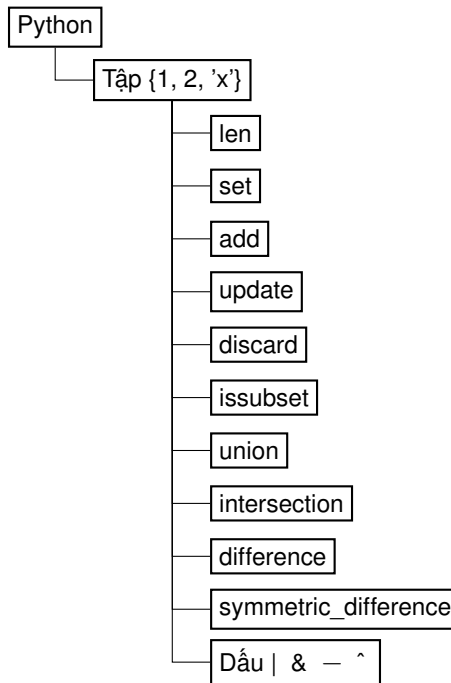 Python
Tập {1, 2, ’x’}
len
set
add
update
discard
issubset
union
intersection
difference
symmetric_difference
Dấu | & − ˆ